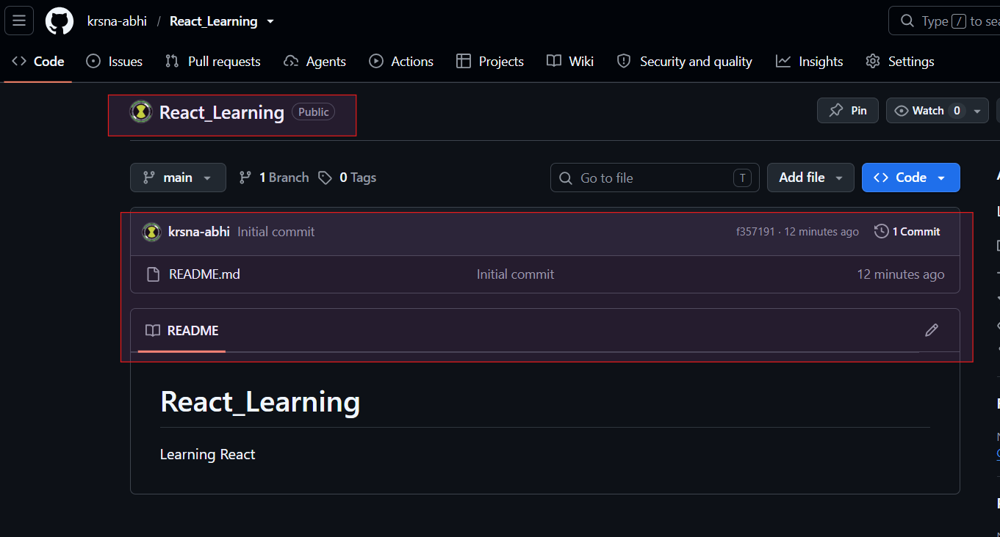 krsna-abhi / React_Learning
Type / to sea
Code Issues Pull requests Agents Actions Projects Wiki Security and quality Insights Settings
React_Learning Public Pin Watch 0
main 1 Branch 0 Tags Go to file T Add file Code
krsna-abhi Initial commit f357191 · 12 minutes ago 1 Commit
README.md Initial commit 12 minutes ago
README
React_Learning
Learning React